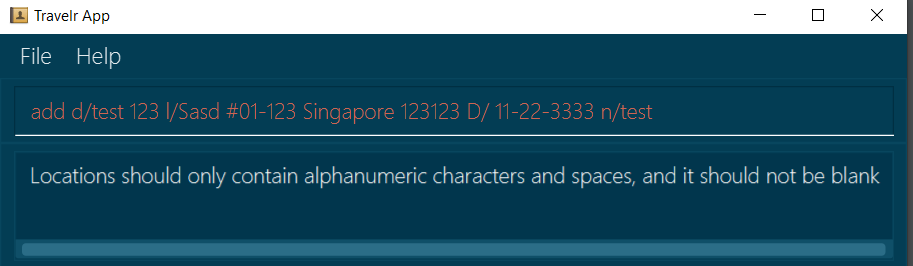 Travelr App
File Help
add d/test 123 l/Sasd #01-123 Singapore 123123 D/ 11-22-3333 n/test
Locations should only contain alphanumeric characters and spaces, and it should not be blank